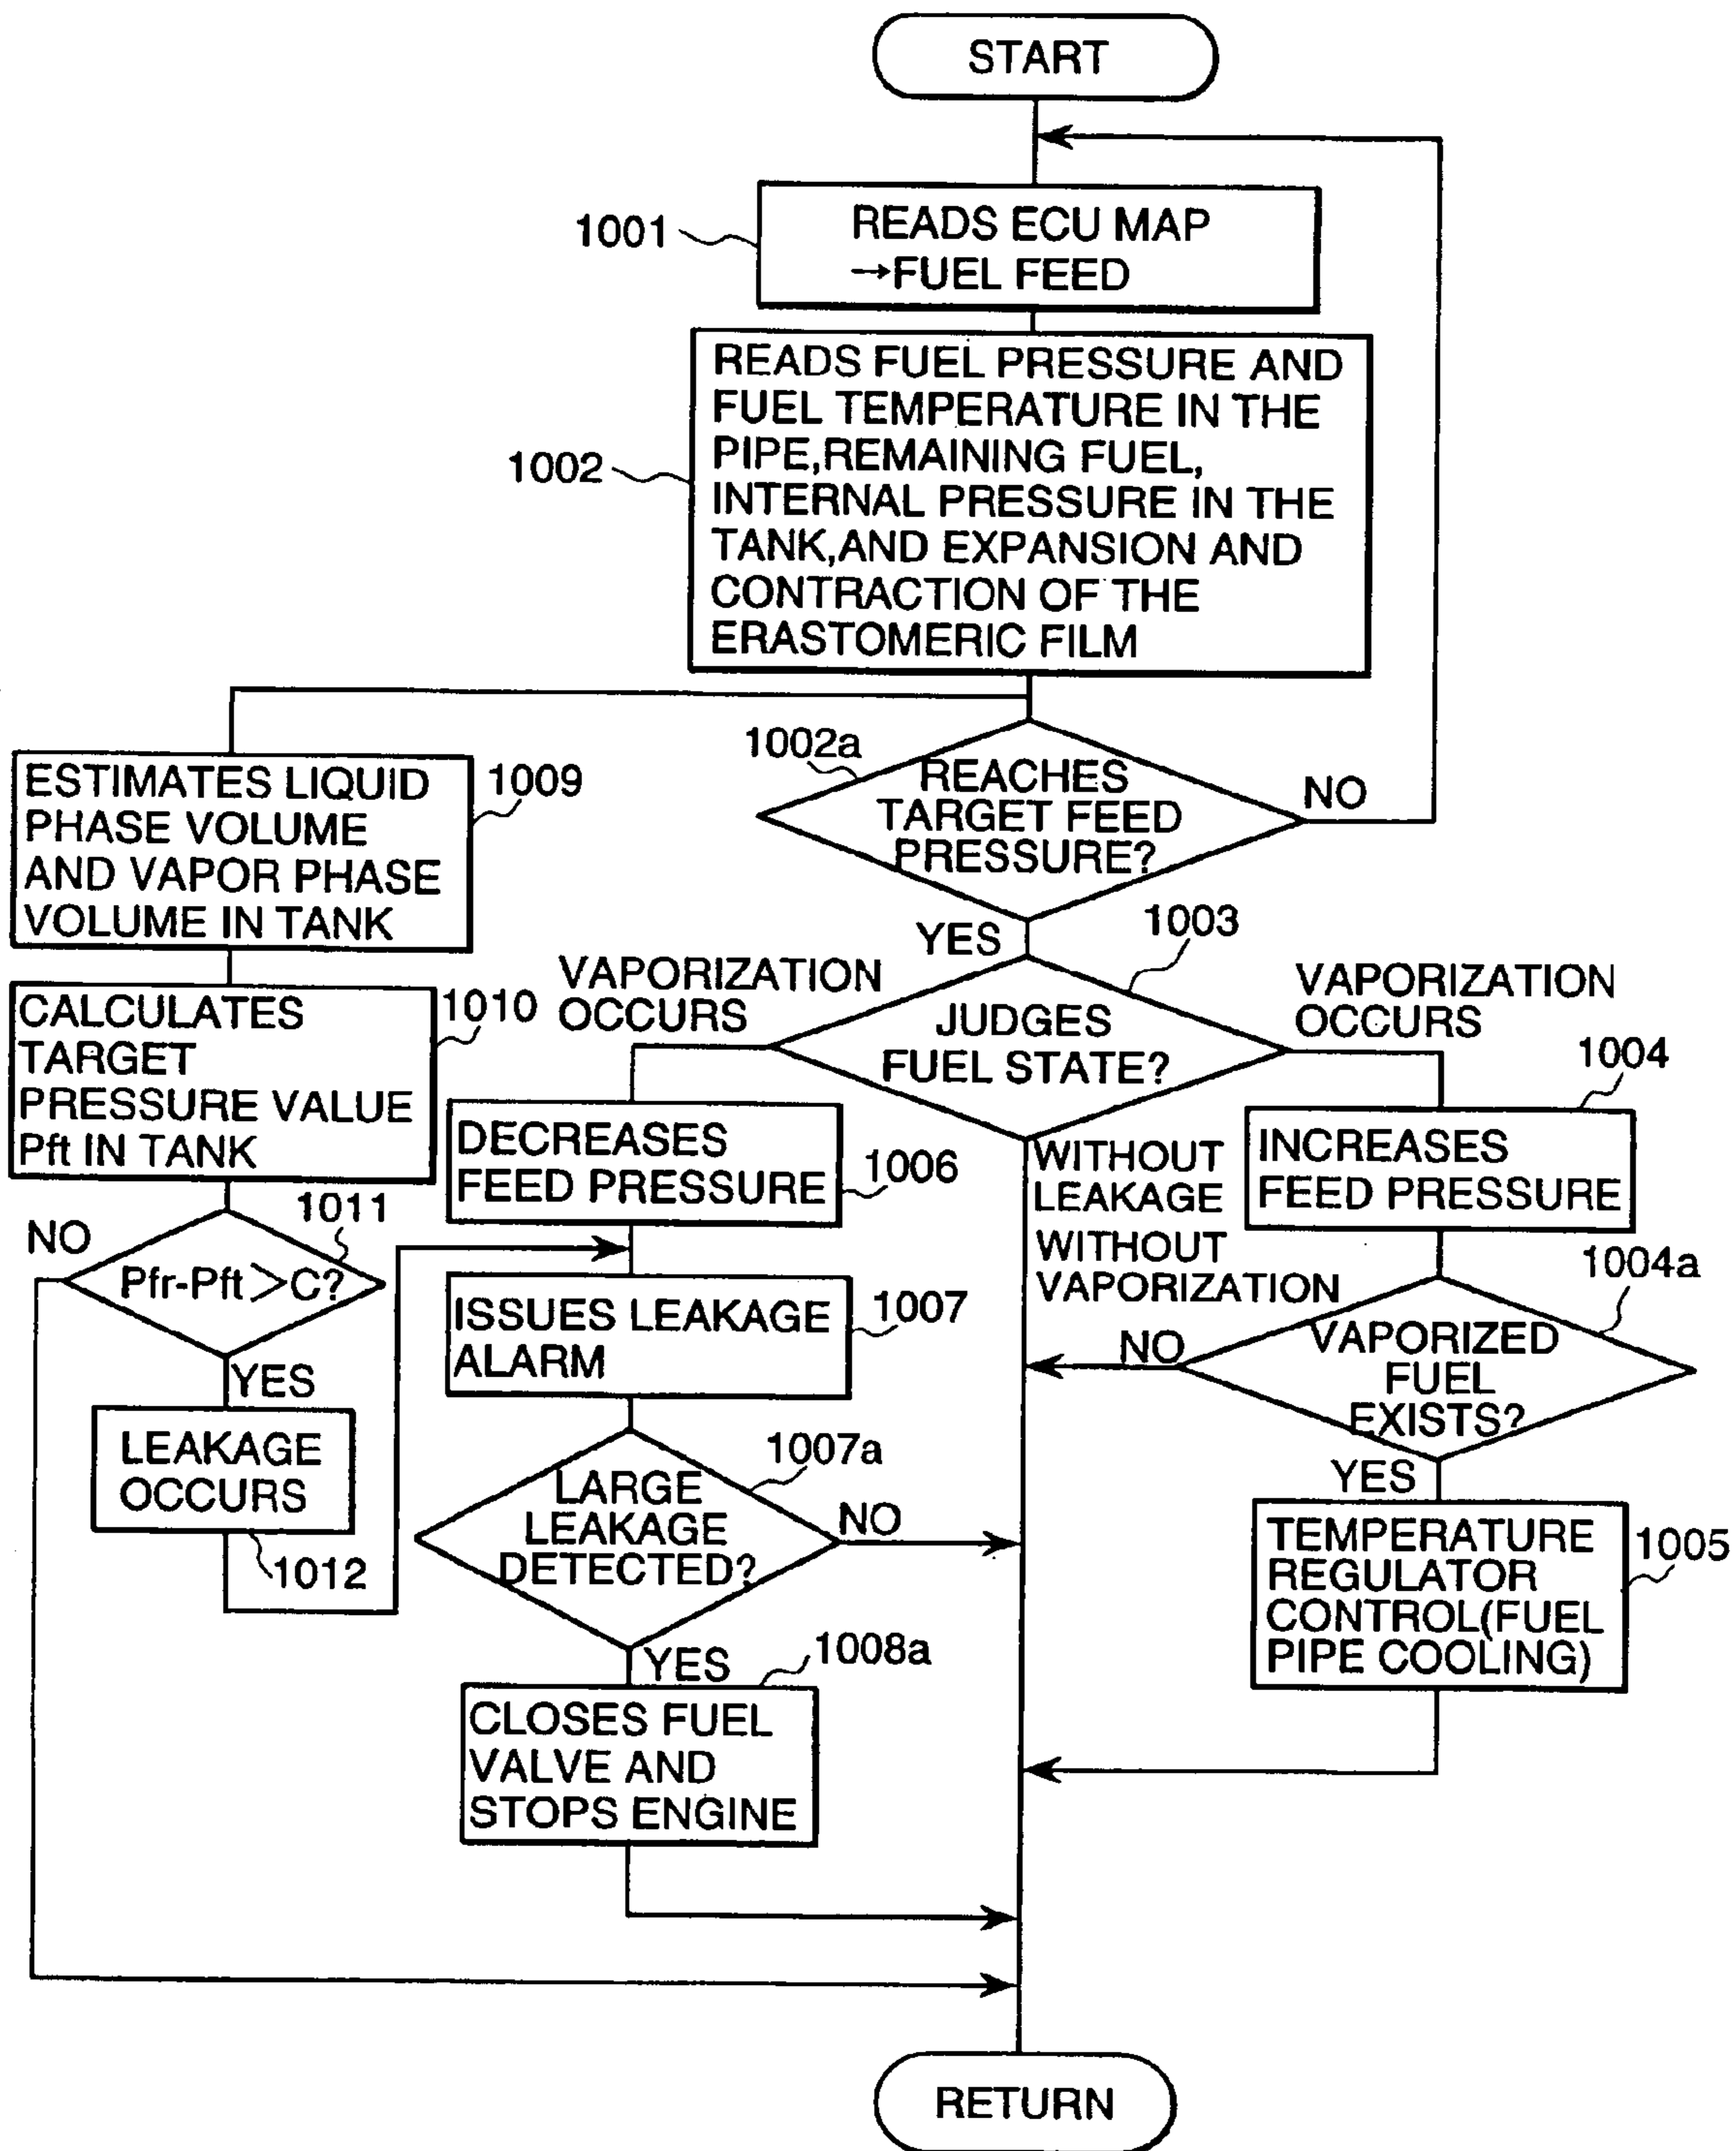 START
1001
READS ECU MAP
→FUEL FEED
1002
READS FUEL PRESSURE AND
FUEL TEMPERATURE IN THE
PIPE,REMAINING FUEL,
INTERNAL PRESSURE IN THE
TANK,AND EXPANSION AND
CONTRACTION OF THE
ERASTOMERIC FILM
1002a
REACHES
TARGET FEED
PRESSURE?
NO
YES
1009
ESTIMATES LIQUID
PHASE VOLUME
AND VAPOR PHASE
VOLUME IN TANK
1010
CALCULATES
TARGET
PRESSURE VALUE
Pft IN TANK
1011
Pfr-Pft>C?
NO
YES
LEAKAGE
OCCURS
1012
1003
JUDGES
FUEL STATE?
VAPORIZATION
OCCURS
VAPORIZATION
OCCURS
WITHOUT
LEAKAGE
WITHOUT
VAPORIZATION
DECREASES
FEED PRESSURE
1006
ISSUES LEAKAGE
ALARM
1007
1007a
LARGE
LEAKAGE
DETECTED?
NO
YES
1008a
CLOSES FUEL
VALVE AND
STOPS ENGINE
1004
INCREASES
FEED PRESSURE
1004a
VAPORIZED
FUEL
EXISTS?
NO
YES
TEMPERATURE
REGULATOR
CONTROL(FUEL
PIPE COOLING)
1005
RETURN